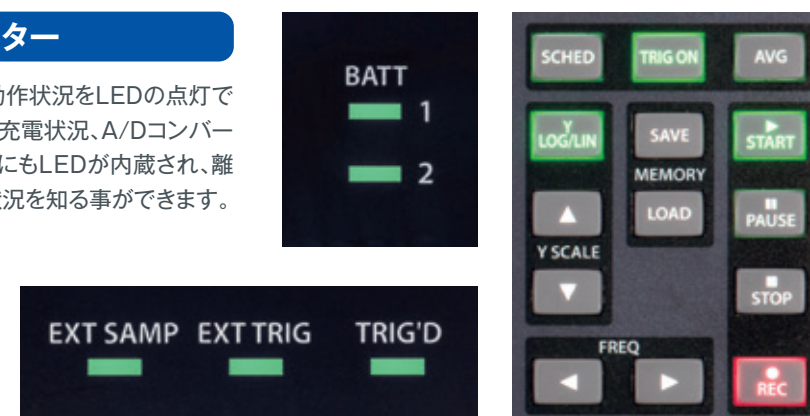 ター
作状況をLEDの点灯で
充電状況、A/Dコンバー
にもLEDが内蔵され、離
況を知る事ができます。
BATT
1
2
EXT SAMP EXT TRIG TRIG'D
SCHED TRIG ON AVG
Y
LOG/LIN SAVE START
MEMORY
LOAD PAUSE
Y SCALE
STOP
FREQ
REC